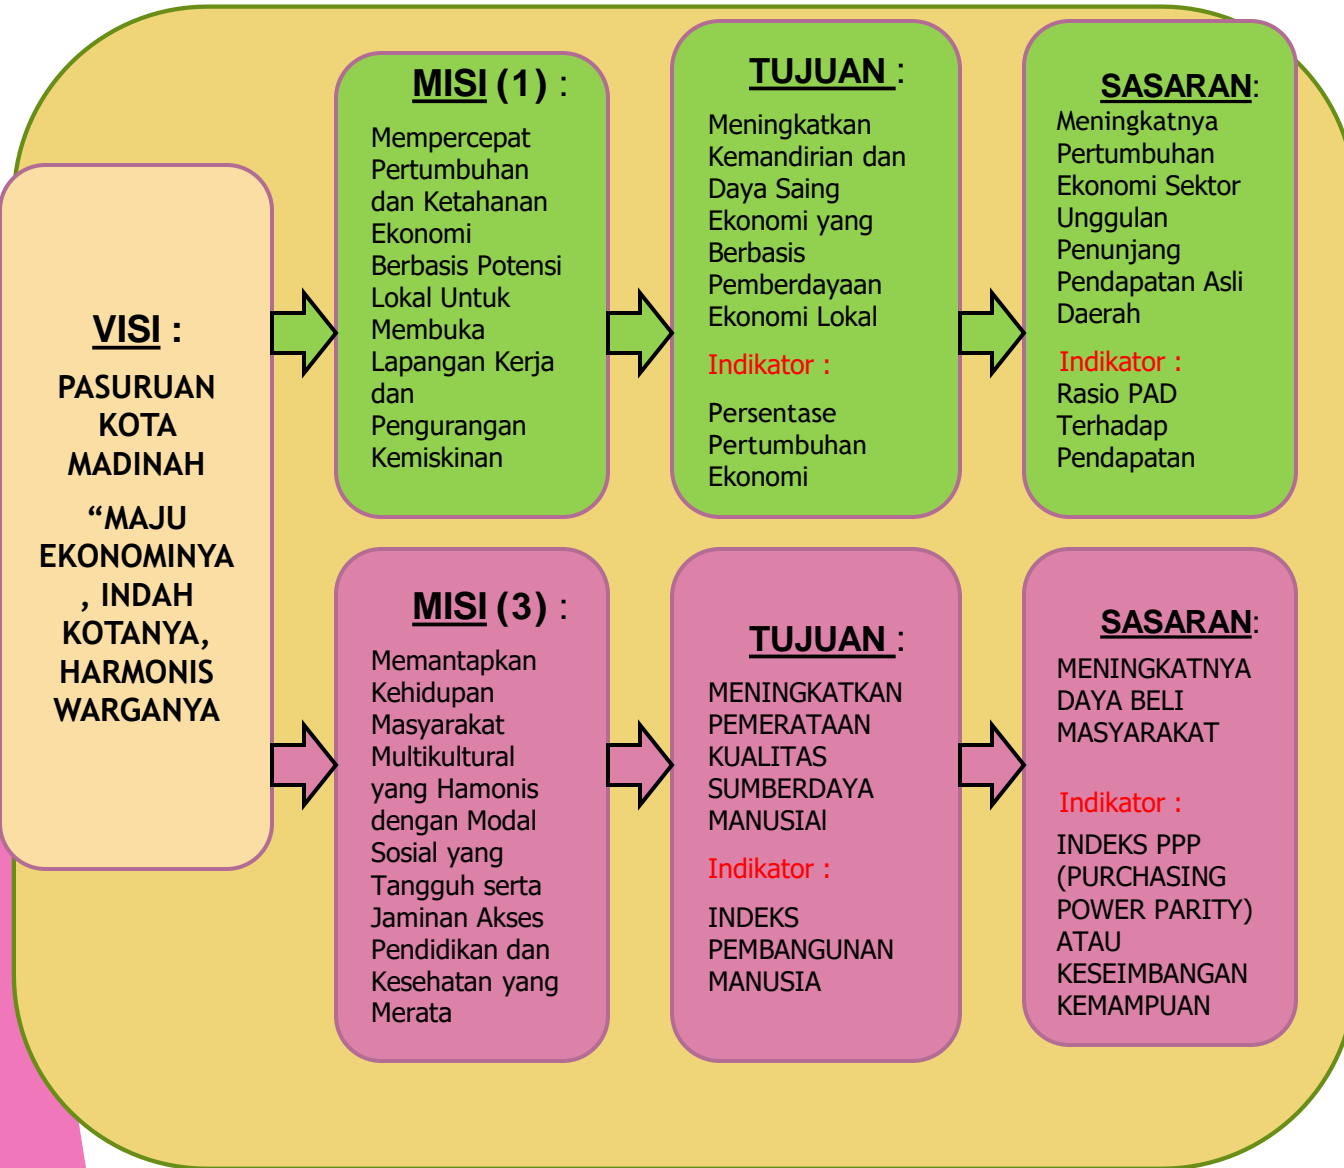 VISI :
PASURUAN
KOTA
MADINAH
“MAJU
EKONOMINYA
, INDAH
KOTANYA,
HARMONIS
WARGANYA
MISI (1) :
Mempercepat
Pertumbuhan
dan Ketahanan
Ekonomi
Berbasis Potensi
Lokal Untuk
Membuka
Lapangan Kerja
dan
Pengurangan
Kemiskinan
TUJUAN :
Meningkatkan
Kemandirian dan
Daya Saing
Ekonomi yang
Berbasis
Pemberdayaan
Ekonomi Lokal
Indikator :
Persentase
Pertumbuhan
Ekonomi
SASARAN:
Meningkatnya
Pertumbuhan
Ekonomi Sektor
Unggulan
Penunjang
Pendapatan Asli
Daerah
Indikator :
Rasio PAD
Terhadap
Pendapatan
MISI (3) :
Memantapkan
Kehidupan
Masyarakat
Multikultural
yang Hamonis
dengan Modal
Sosial yang
Tangguh serta
Jaminan Akses
Pendidikan dan
Kesehatan yang
Merata
TUJUAN :
MENINGKATKAN
PEMERATAAN
KUALITAS
SUMBERDAYA
MANUSIAl
Indikator :
INDEKS
PEMBANGUNAN
MANUSIA
SASARAN:
MENINGKATNYA
DAYA BELI
MASYARAKAT
Indikator :
INDEKS PPP
(PURCHASING
POWER PARITY)
ATAU
KESEIMBANGAN
KEMAMPUAN